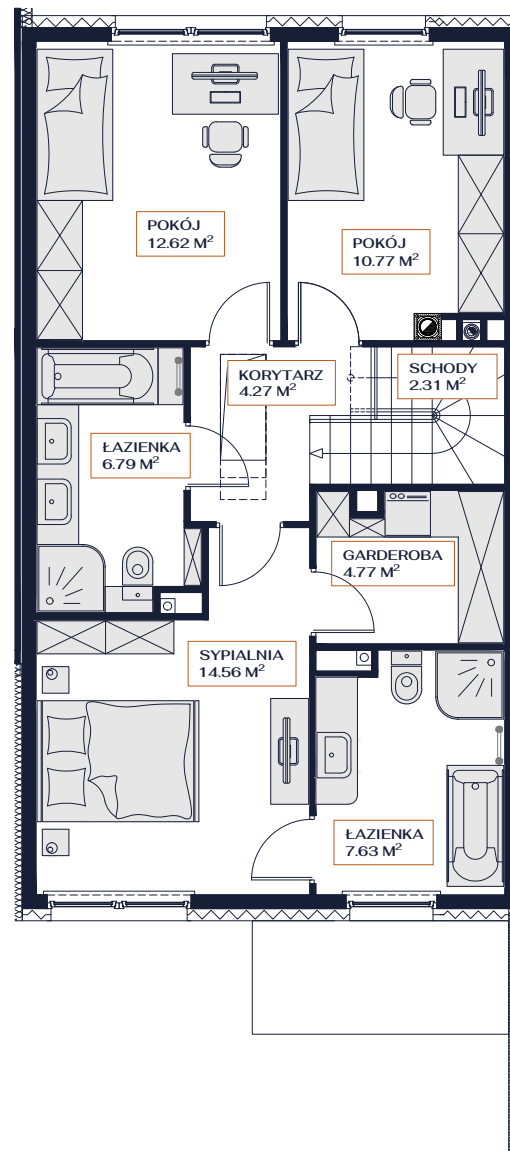 POKÓJ
12.62 M²
POKÓJ
10.77 M²
KORYTARZ
4.27 M²
SCHODY
2.31 M²
ŁAZIENKA
6.79 M²
GARDEROBA
4.77 M²
SYPIALNIA
14.56 M²
ŁAZIENKA
7.63 M²